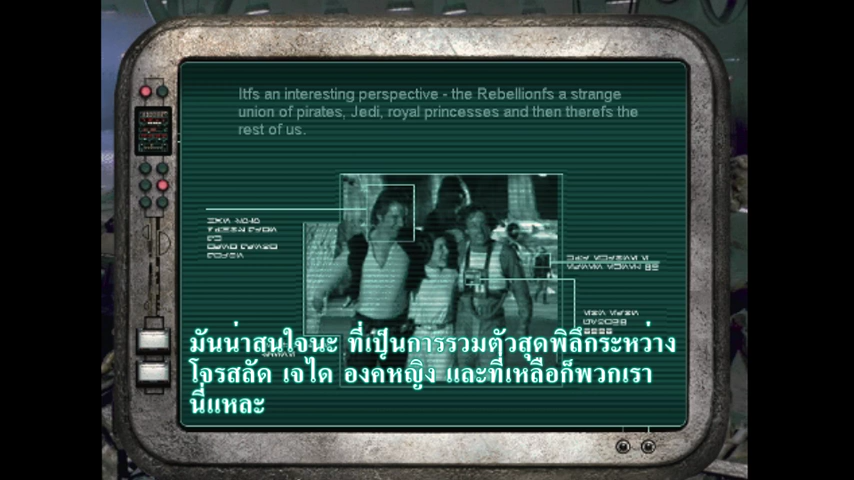 Itfs an interesting perspective - the Rebellionfs a strange
union of pirates, Jedi, royal princesses and then therefs the
rest of us.
มันน่าสนใจนะ ที่เป็นการรวมตัวสุดพิลึกระหว่าง
โจรสลัด เจได องค์หญิง และที่เหลือก็พวกเรา
นี่แหละ